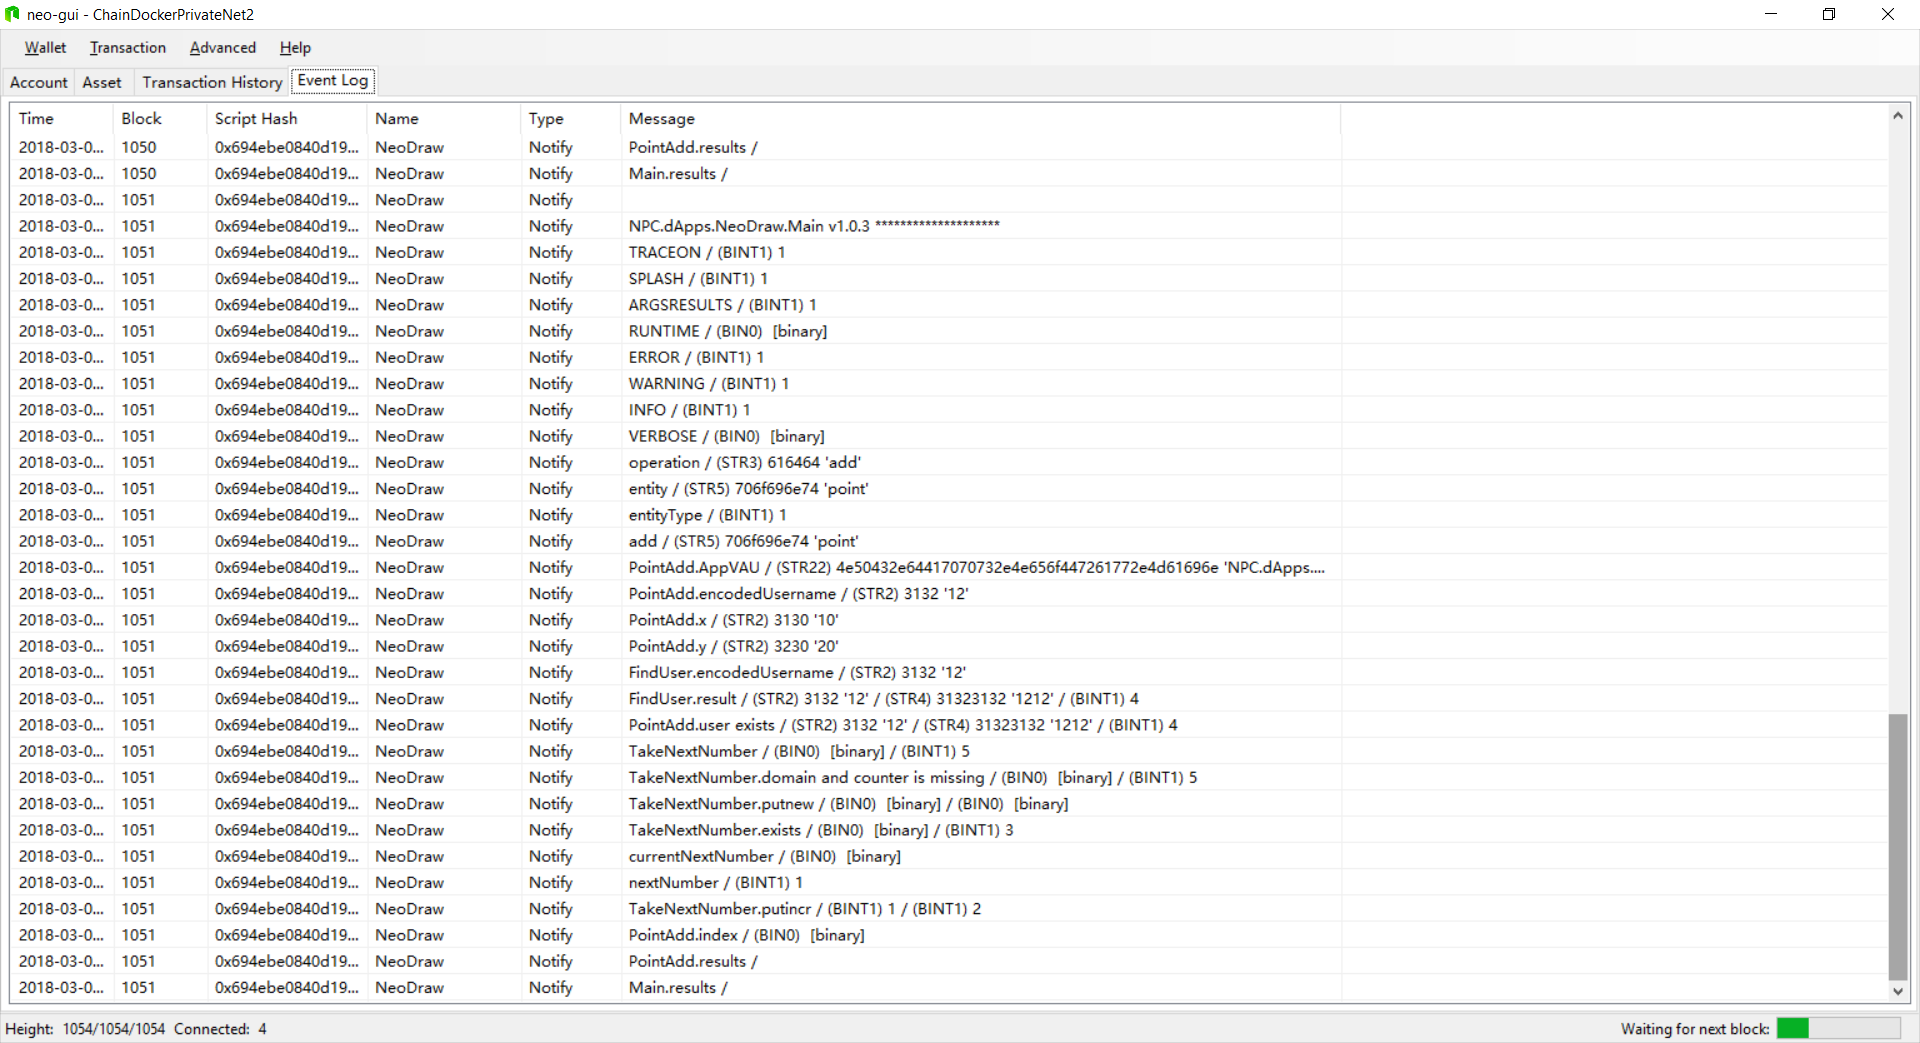 neo-gui - ChainDockerPrivateNet2
Wallet Transaction Advanced Help
Account Asset Transaction History Event Log
Time Block Script Hash Name Type Message
2018-03-0... 1050 0x694ebe0840d19... NeoDraw Notify PointAdd.results /
2018-03-0... 1050 0x694ebe0840d19... NeoDraw Notify Main.results /
2018-03-0... 1051 0x694ebe0840d19... NeoDraw Notify
2018-03-0... 1051 0x694ebe0840d19... NeoDraw Notify NPC.dApps.NeoDraw.Main v1.0.3 ********************
2018-03-0... 1051 0x694ebe0840d19... NeoDraw Notify TRACEON / (BINT1) 1
2018-03-0... 1051 0x694ebe0840d19... NeoDraw Notify SPLASH / (BINT1) 1
2018-03-0... 1051 0x694ebe0840d19... NeoDraw Notify ARGSRESULTS / (BINT1) 1
2018-03-0... 1051 0x694ebe0840d19... NeoDraw Notify RUNTIME / (BIN0) [binary]
2018-03-0... 1051 0x694ebe0840d19... NeoDraw Notify ERROR / (BINT1) 1
2018-03-0... 1051 0x694ebe0840d19... NeoDraw Notify WARNING / (BINT1) 1
2018-03-0... 1051 0x694ebe0840d19... NeoDraw Notify INFO / (BINT1) 1
2018-03-0... 1051 0x694ebe0840d19... NeoDraw Notify VERBOSE / (BIN0) [binary]
2018-03-0... 1051 0x694ebe0840d19... NeoDraw Notify operation / (STR3) 616464 'add'
2018-03-0... 1051 0x694ebe0840d19... NeoDraw Notify entity / (STR5) 706f696e74 'point'
2018-03-0... 1051 0x694ebe0840d19... NeoDraw Notify entityType / (BINT1) 1
2018-03-0... 1051 0x694ebe0840d19... NeoDraw Notify add / (STR5) 706f696e74 'point'
2018-03-0... 1051 0x694ebe0840d19... NeoDraw Notify PointAdd.AppVAU / (STR22) 4e50432e64417070732e4e656f447261772e4d61696e 'NPC.dApps....
2018-03-0... 1051 0x694ebe0840d19... NeoDraw Notify PointAdd.encodedUsername / (STR2) 3132 '12'
2018-03-0... 1051 0x694ebe0840d19... NeoDraw Notify PointAdd.x / (STR2) 3130 '10'
2018-03-0... 1051 0x694ebe0840d19... NeoDraw Notify PointAdd.y / (STR2) 3230 '20'
2018-03-0... 1051 0x694ebe0840d19... NeoDraw Notify FindUser.encodedUsername / (STR2) 3132 '12'
2018-03-0... 1051 0x694ebe0840d19... NeoDraw Notify FindUser.result / (STR2) 3132 '12' / (STR4) 31323132 '1212' / (BINT1) 4
2018-03-0... 1051 0x694ebe0840d19... NeoDraw Notify PointAdd.user exists / (STR2) 3132 '12' / (STR4) 31323132 '1212' / (BINT1) 4
2018-03-0... 1051 0x694ebe0840d19... NeoDraw Notify TakeNextNumber / (BIN0) [binary] / (BINT1) 5
2018-03-0... 1051 0x694ebe0840d19... NeoDraw Notify TakeNextNumber.domain and counter is missing / (BIN0) [binary] / (BINT1) 5
2018-03-0... 1051 0x694ebe0840d19... NeoDraw Notify TakeNextNumber.putnew / (BIN0) [binary] / (BIN0) [binary]
2018-03-0... 1051 0x694ebe0840d19... NeoDraw Notify TakeNextNumber.exists / (BIN0) [binary] / (BINT1) 3
2018-03-0... 1051 0x694ebe0840d19... NeoDraw Notify currentNextNumber / (BIN0) [binary]
2018-03-0... 1051 0x694ebe0840d19... NeoDraw Notify nextNumber / (BINT1) 1
2018-03-0... 1051 0x694ebe0840d19... NeoDraw Notify TakeNextNumber.putincr / (BINT1) 1 / (BINT1) 2
2018-03-0... 1051 0x694ebe0840d19... NeoDraw Notify PointAdd.index / (BIN0) [binary]
2018-03-0... 1051 0x694ebe0840d19... NeoDraw Notify PointAdd.results /
2018-03-0... 1051 0x694ebe0840d19... NeoDraw Notify Main.results /
Height: 1054/1054/1054 Connected: 4 Waiting for next block: